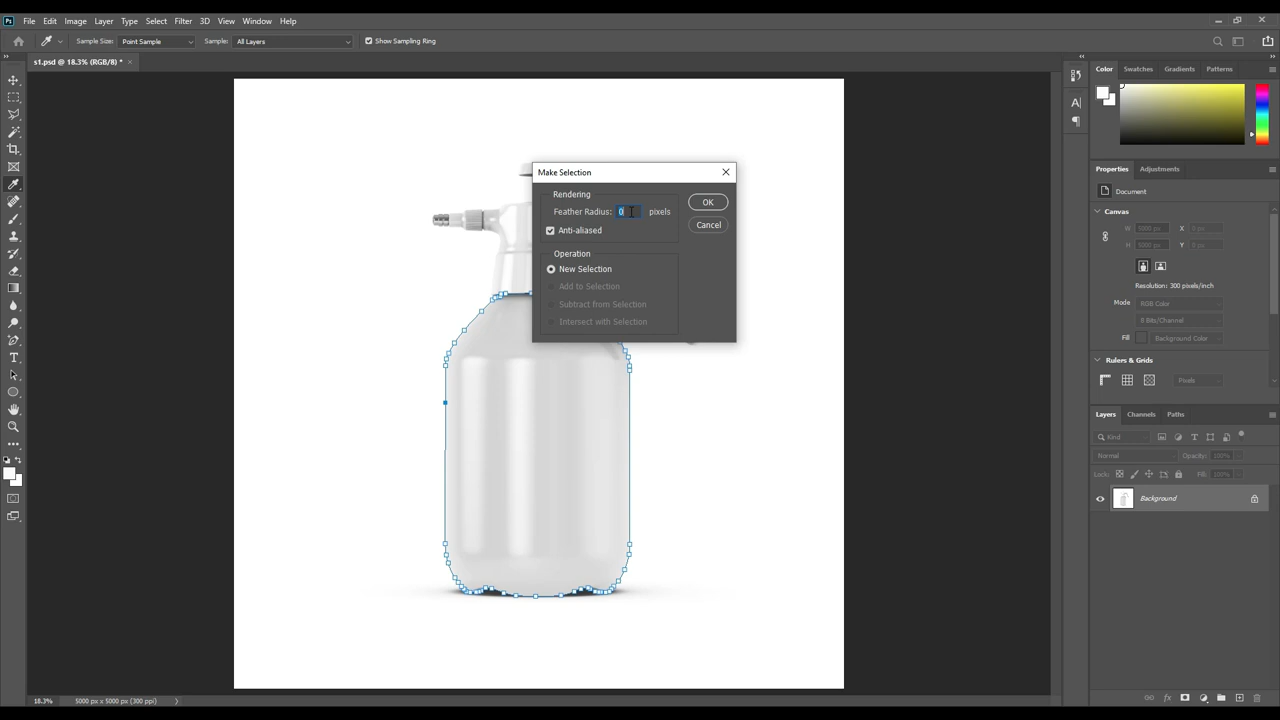 Ps File Edit Image Layer Type Select Filter 3D View Window Help
Sample Size: Point Sample Sample: All Layers Show Sampling Ring
s1.psd @ 18.3% (RGB/8) * ×
Color Swatches Gradients Patterns
Make Selection
Rendering
Feather Radius: 0 pixels
Anti-aliased
Operation
New Selection
Add to Selection
Subtract from Selection
Intersect with Selection
OK
Cancel
Properties Adjustments
Document
Canvas
W 5000 px X 0 px
H 5000 px Y 0 px
Resolution: 300 pixels/inch
Mode RGB Color
8 Bits/Channel
Fill Background Color
Rulers & Grids
Pixels
Layers Channels Paths
Kind
Normal Opacity: 100%
Lock: Fill: 100%
Background
18.3% 5000 px x 5000 px (300 ppi)